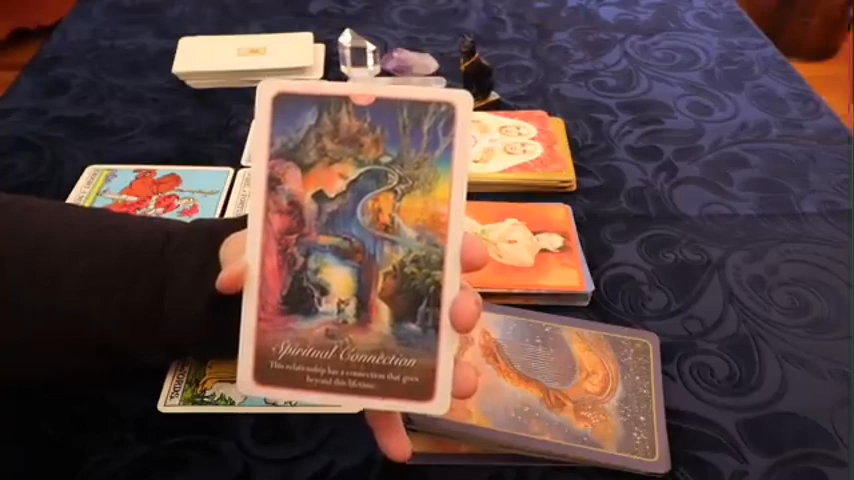 Spiritual Connection
This relationship has a connection that goes
beyond this lifetime.